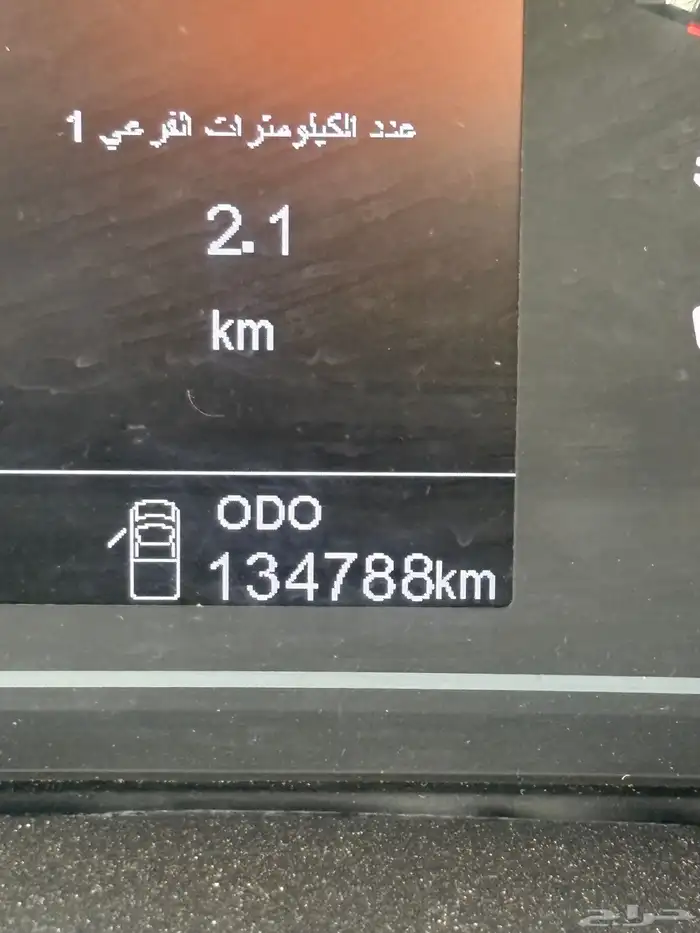 عدد الكيلومترات الفرعي 1
2.1
km
ODO
134788km
حراج